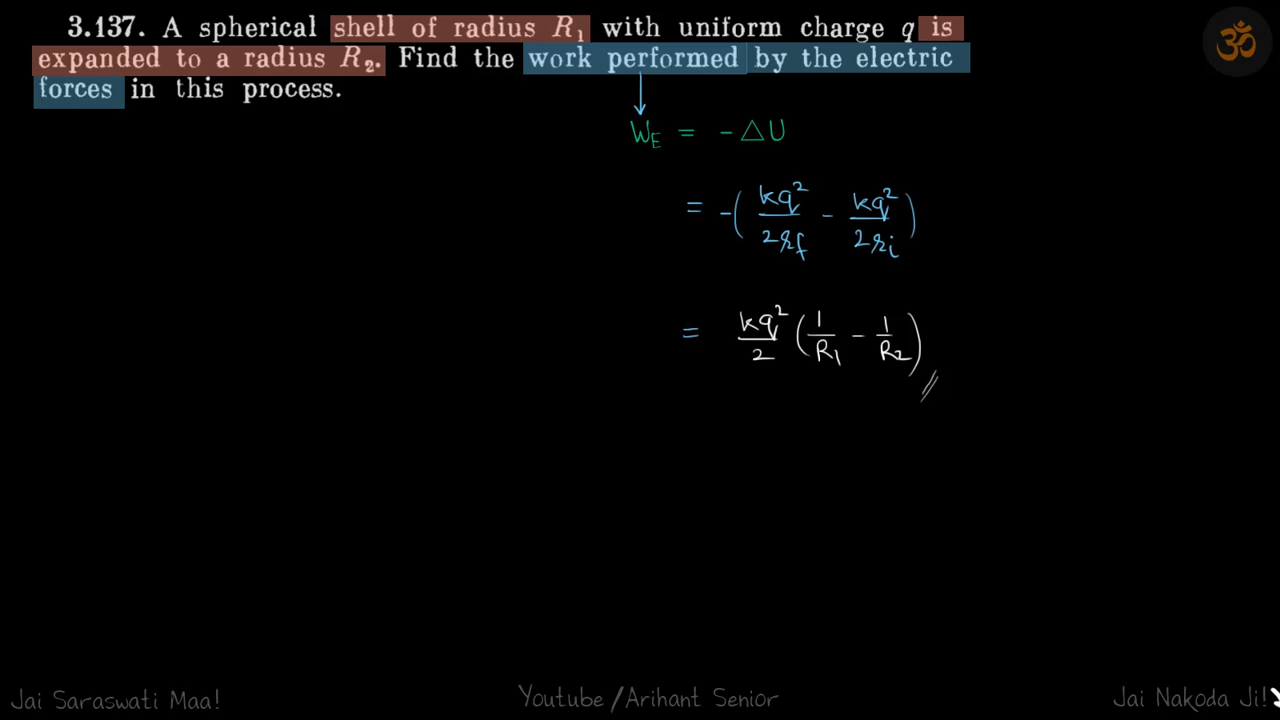 3.137. A spherical shell of radius R₁ with uniform charge q is
expanded to a radius R₂. Find the work performed by the electric
forces in this process.
W_E = - △U
= -( kq²/2r_f - kq²/2r_i )
= kq²/2 ( 1/R₁ - 1/R₂ )
ॐ
Jai Saraswati Maa! Youtube/Arihant Senior Jai Nakoda Ji!